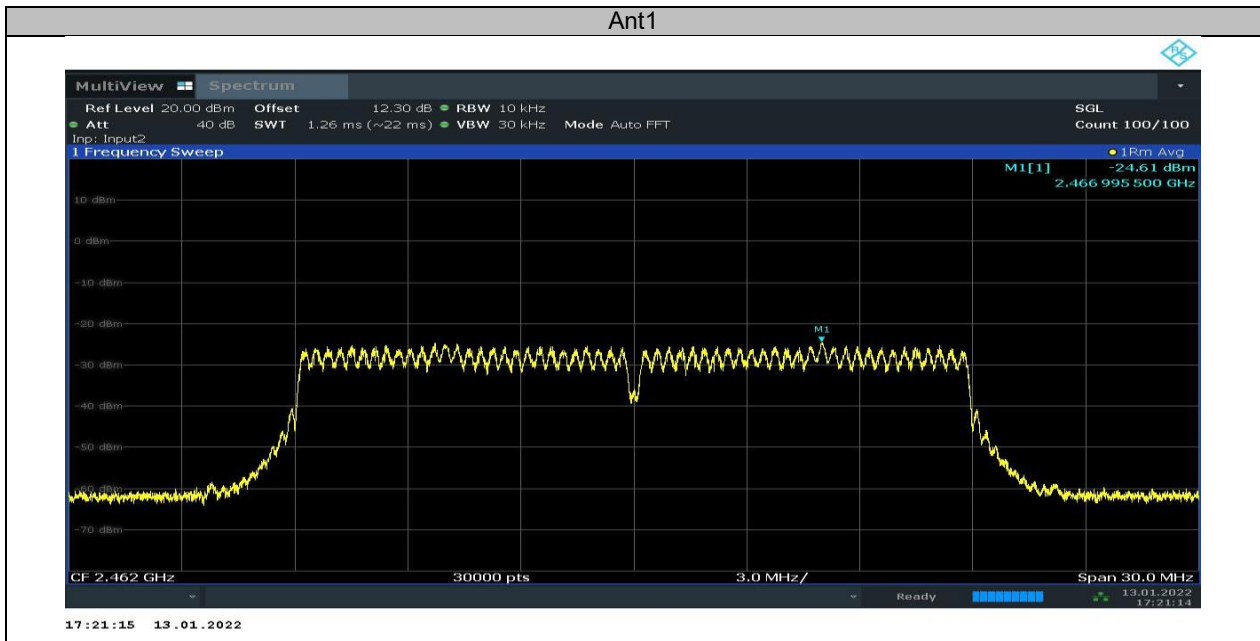 Ant1
R&S
MultiView Spectrum
Ref Level 20.00 dBm Offset 12.30 dB RBW 10 kHz SGL
Att 40 dB SWT 1.26 ms (~22 ms) VBW 30 kHz Mode Auto FFT Count 100/100
Inp: Input2
1 Frequency Sweep 1Rm Avg
M1[1] -24.61 dBm
2.466 995 500 GHz
10 dBm
0 dBm
-10 dBm
-20 dBm
M1
-30 dBm
-40 dBm
-50 dBm
-60 dBm
-70 dBm
CF 2.462 GHz 30000 pts 3.0 MHz/ Span 30.0 MHz
Ready 13.01.2022
17:21:14
17:21:15 13.01.2022